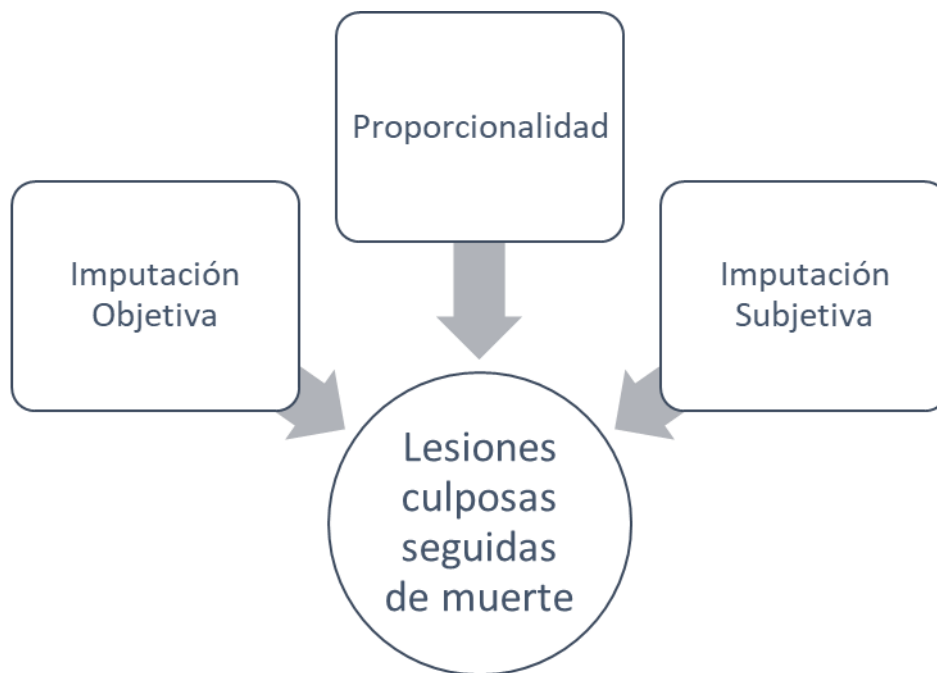 Proporcionalidad
Imputación
Objetiva
Imputación
Subjetiva
Lesiones
culposas
seguidas
de muerte